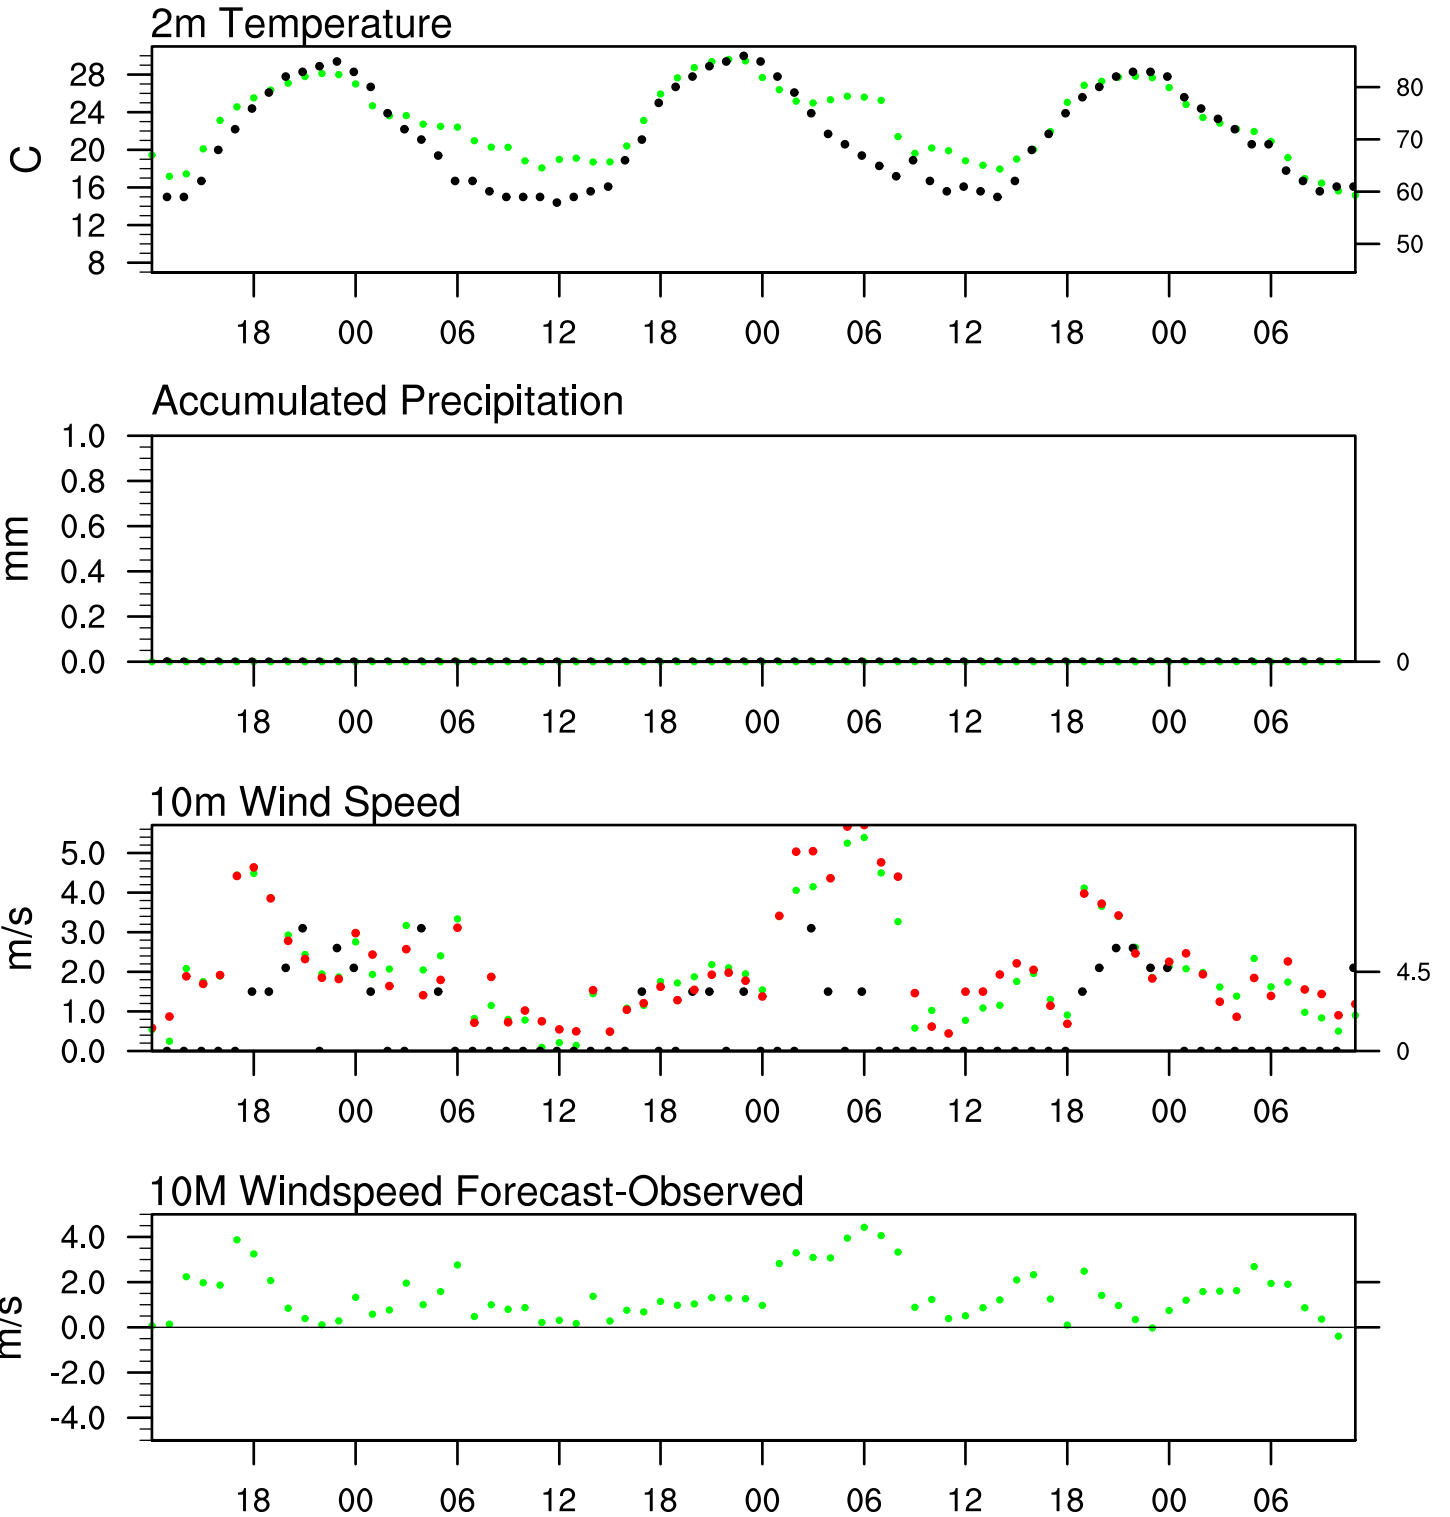 2m Temperature
28
24
20
16
12
8
C
80
70
60
50
18 00 06 12 18 00 06 12 18 00 06
Accumulated Precipitation
1.0
0.8
0.6
0.4
0.2
0.0
mm
0
18 00 06 12 18 00 06 12 18 00 06
10m Wind Speed
5.0
4.0
3.0
2.0
1.0
0.0
m/s
4.5
0
18 00 06 12 18 00 06 12 18 00 06
10M Windspeed Forecast-Observed
4.0
2.0
0.0
-2.0
-4.0
m/s
18 00 06 12 18 00 06 12 18 00 06